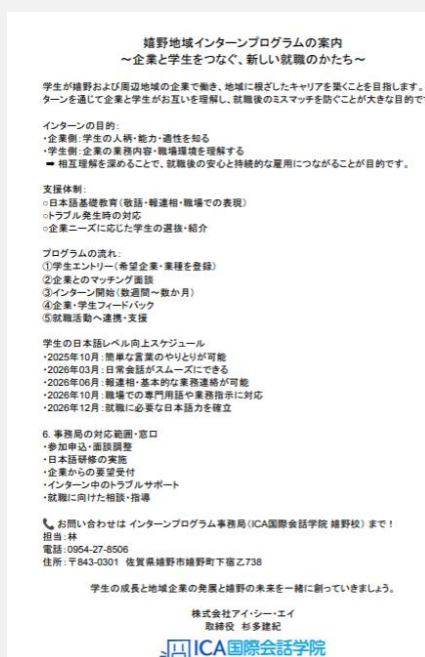 嬉野地域インターンプログラムの案内
～企業と学生をつなぐ、新しい就職のかたち～
学生が嬉野および周辺地域の企業で働き、地域に根ざしたキャリアを築くことを目指します。
ターンを通じて企業と学生がお互いを理解し、就職後のミスマッチを防ぐことが大きな目的です
インターンの目的：
・企業側：学生の人柄・能力・適性を知る
・学生側：企業の業務内容・職場環境を理解する
➡ 相互理解を深めることで、就職後の安心と持続的な雇用につながることが目的です。
支援体制：
○日本語基礎教育（敬語・報連相・職場での表現）
○トラブル発生時の対応
○企業ニーズに応じた学生の選抜・紹介
プログラムの流れ：
①学生エントリー（希望企業・業種を登録）
②企業とのマッチング面談
③インターン開始（数週間～数か月）
④企業・学生フィードバック
⑤就職活動へ連携・支援
学生の日本語レベル向上スケジュール
・2025年10月：簡単な言葉のやりとりが可能
・2026年03月：日常会話がスムーズにできる
・2026年06月：報連相・基本的な業務連絡が可能
・2026年10月：職場での専門用語や業務指示に対応
・2026年12月：就職に必要な日本語力を確立
6. 事務局の対応範囲・窓口
・参加申込・面談調整
・日本語研修の実施
・企業からの要望受付
・インターン中のトラブルサポート
・就職に向けた相談・指導
📞 お問い合わせは インターンプログラム事務局（ICA国際会話学院 嬉野校） まで！
担当：林
電話：0954-27-8506
住所：〒843-0301 佐賀県嬉野市嬉野町下宿乙738
学生の成長と地域企業の発展と嬉野の未来を一緒に創っていきましょう。
株式会社アイ・シー・エイ
取締役 杉多建紀
ICA国際会話学院